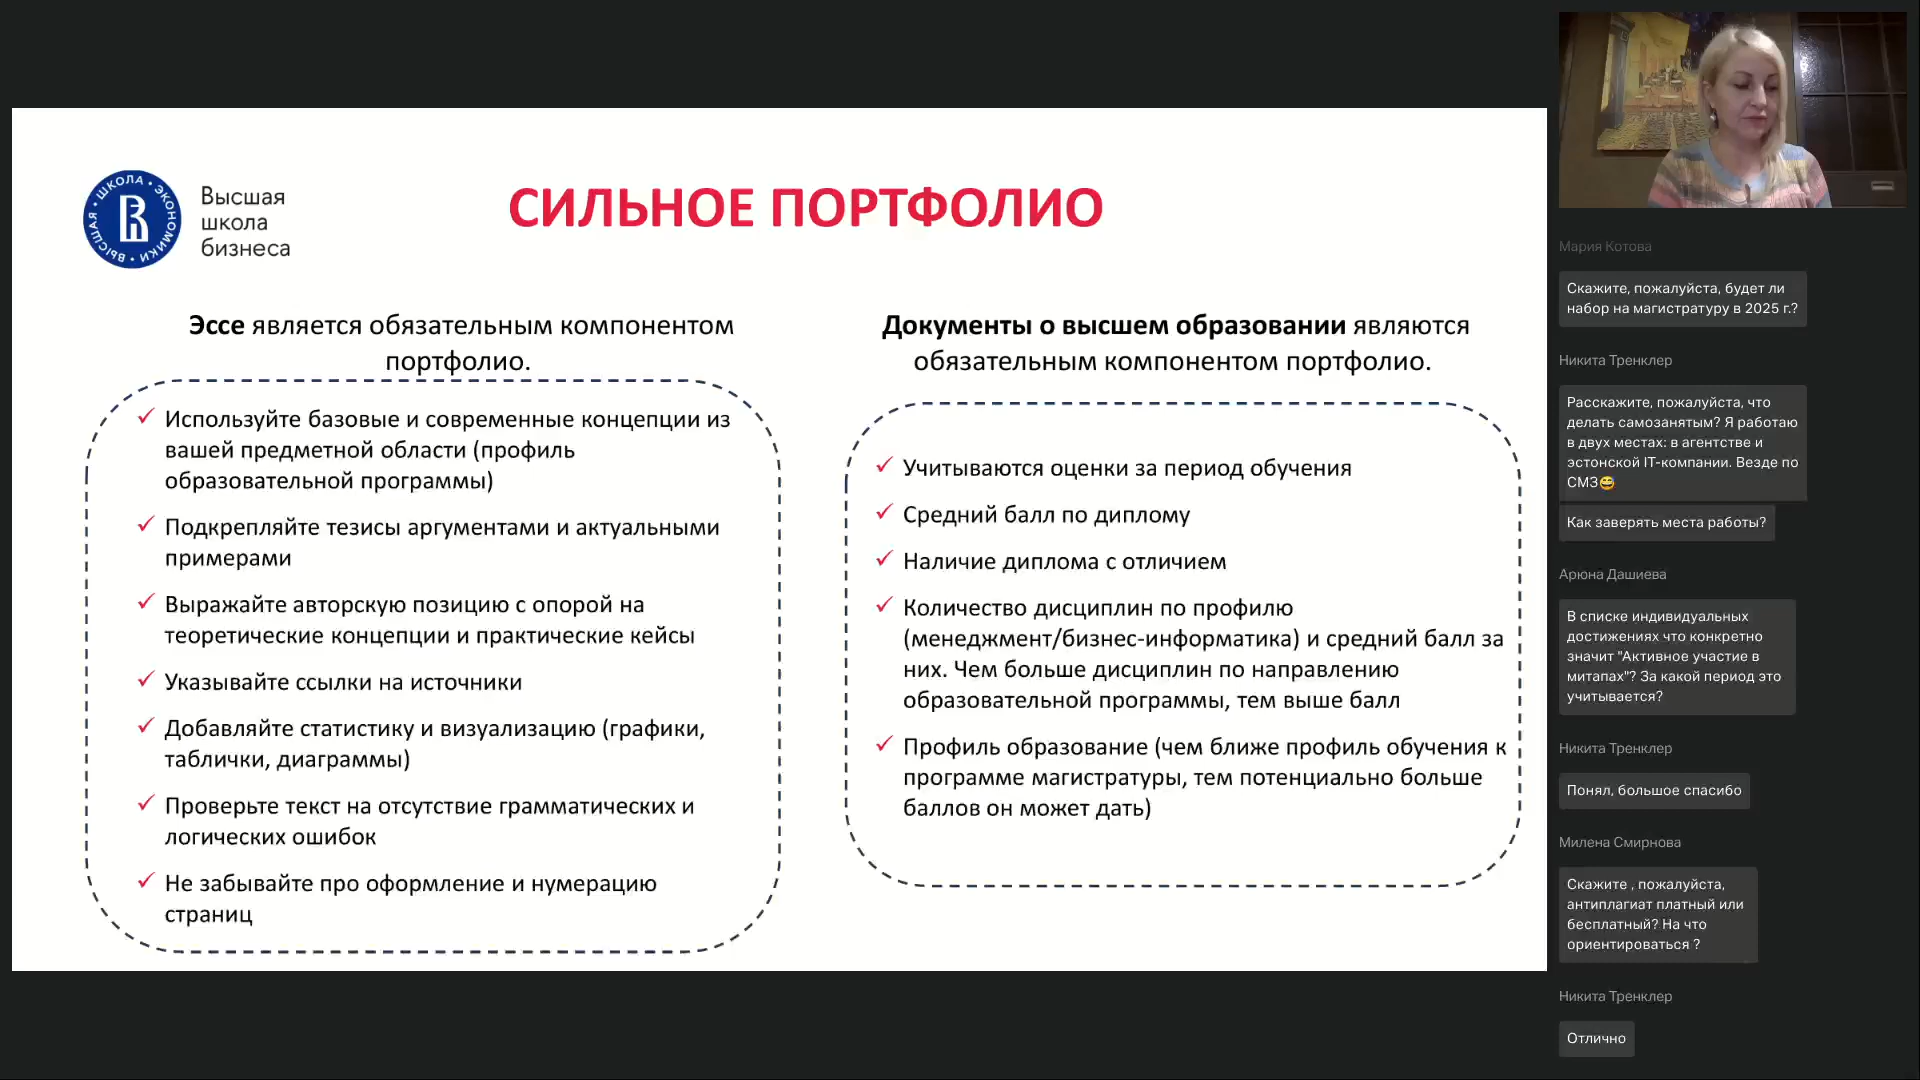 ВЫСШАЯ • ШКОЛА • ЭКОНОМИКИ •
Высшая
школа
бизнеса
СИЛЬНОЕ ПОРТФОЛИО
Эссе является обязательным компонентом
портфолио.
Используйте базовые и современные концепции из
вашей предметной области (профиль
образовательной программы)
Подкрепляйте тезисы аргументами и актуальными
примерами
Выражайте авторскую позицию с опорой на
теоретические концепции и практические кейсы
Указывайте ссылки на источники
Добавляйте статистику и визуализацию (графики,
таблички, диаграммы)
Проверьте текст на отсутствие грамматических и
логических ошибок
Не забывайте про оформление и нумерацию
страниц
Документы о высшем образовании являются
обязательным компонентом портфолио.
Учитываются оценки за период обучения
Средний балл по диплому
Наличие диплома с отличием
Количество дисциплин по профилю
(менеджмент/бизнес-информатика) и средний балл за
них. Чем больше дисциплин по направлению
образовательной программы, тем выше балл
Профиль образование (чем ближе профиль обучения к
программе магистратуры, тем потенциально больше
баллов он может дать)
Мария Котова
Скажите, пожалуйста, будет ли
набор на магистратуру в 2025 г.?
Никита Тренклер
Расскажите, пожалуйста, что
делать самозанятым? Я работаю
в двух местах: в агентстве и
эстонской IT-компании. Везде по
СМЗ😅
Как заверять места работы?
Арюна Дашиева
В списке индивидуальных
достижениях что конкретно
значит "Активное участие в
митапах"? За какой период это
учитывается?
Никита Тренклер
Понял, большое спасибо
Милена Смирнова
Скажите , пожалуйста,
антиплагиат платный или
бесплатный? На что
ориентироваться ?
Никита Тренклер
Отлично